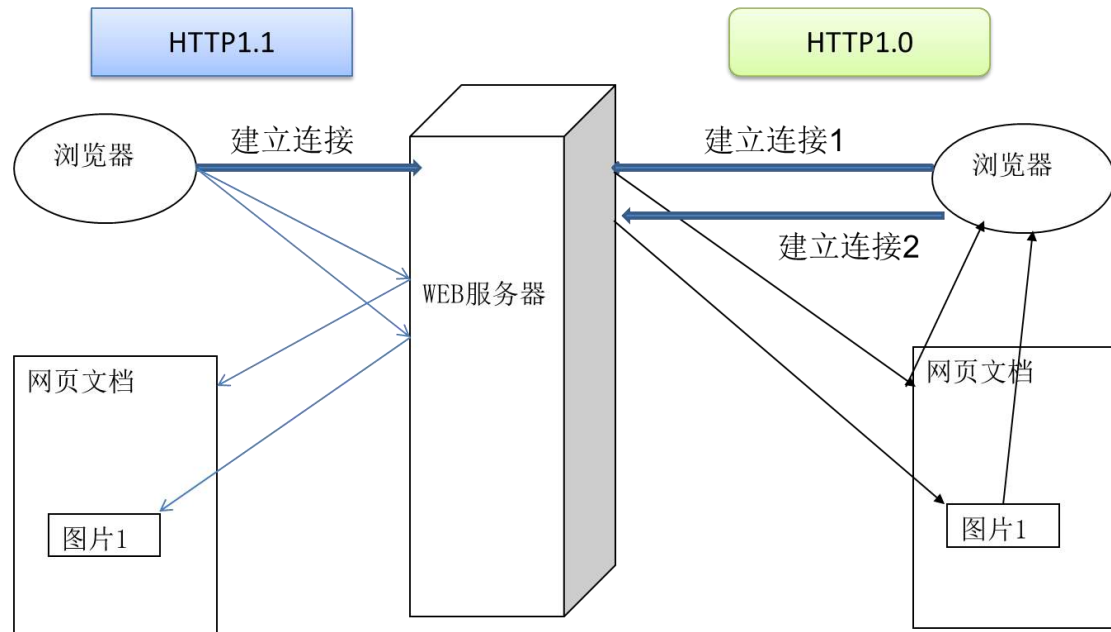 HTTP1.1
HTTP1.0
浏览器
建立连接
建立连接1
浏览器
建立连接2
WEB服务器
网页文档
网页文档
图片1
图片1